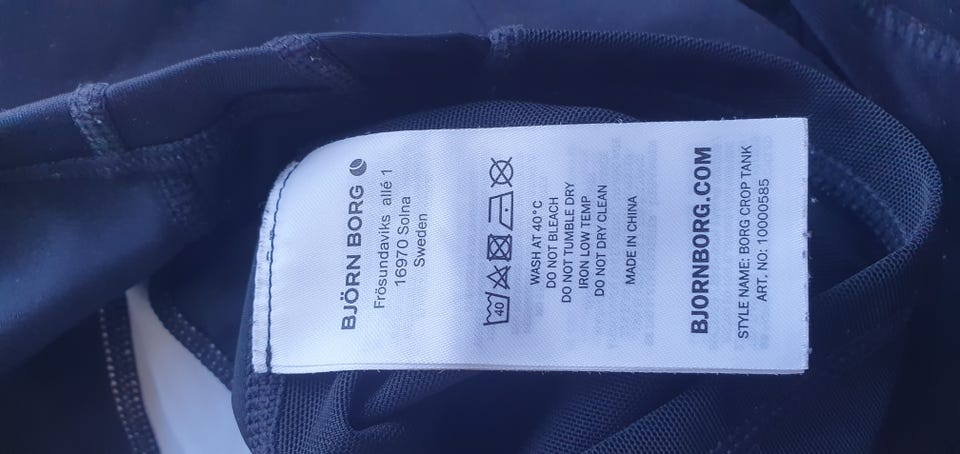 BJÖRN BORG
Frösundaviks allé 1
16970 Solna
Sweden
40
WASH AT 40°C
DO NOT BLEACH
DO NOT TUMBLE DRY
IRON LOW TEMP
DO NOT DRY CLEAN
MADE IN CHINA
BJORNBORG.COM
STYLE NAME: BORG CROP TANK
ART. NO: 10000585